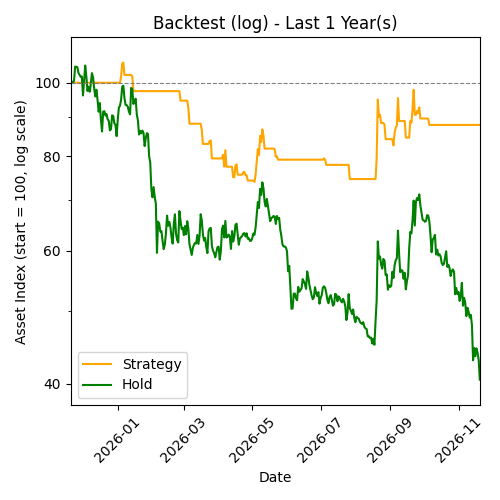 Backtest (log) - Last 1 Year(s)
Asset Index (start = 100, log scale)
100
80
60
40
Strategy
Hold
2026-01
2026-03
2026-05
2026-07
2026-09
2026-11
Date